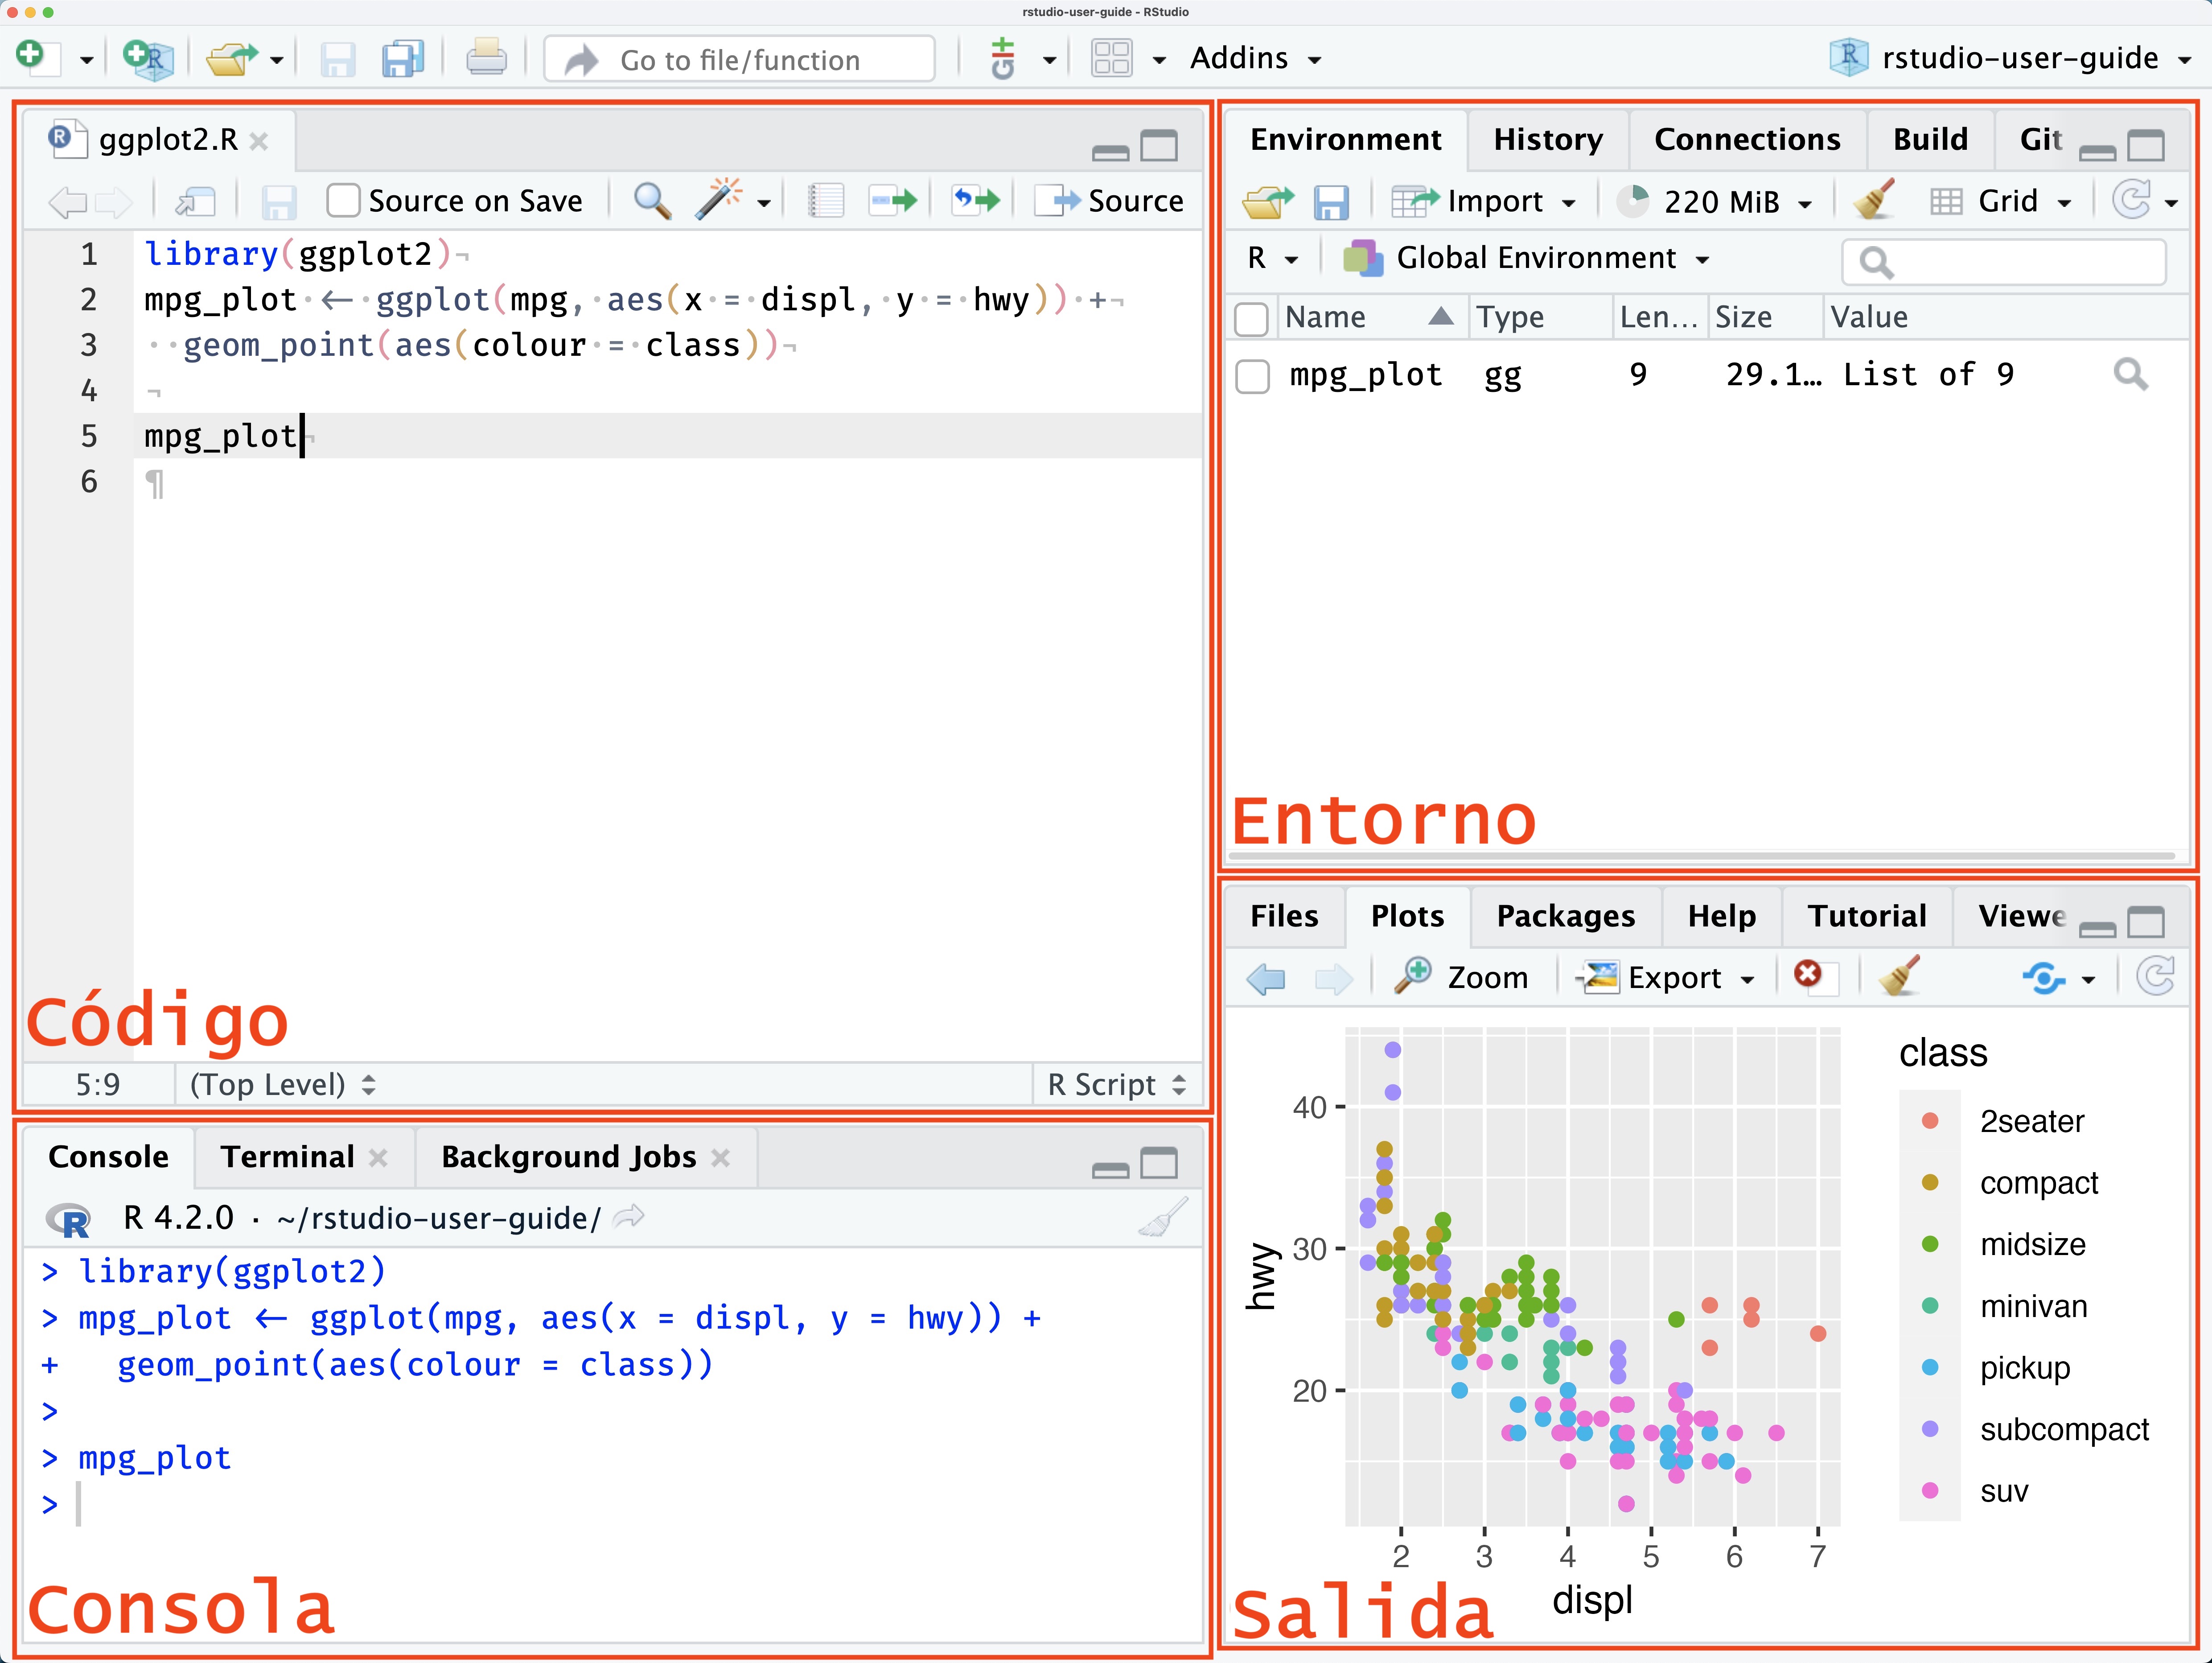 rstudio-user-guide - RStudio
Go to file/function
Addins
rstudio-user-guide
ggplot2.R
Source on Save
Source
1 library(ggplot2)¬
2 mpg_plot·←·ggplot(mpg,·aes(x·=·displ,·y·=·hwy))·+¬
3 ··geom_point(aes(colour·=·class))¬
4 ¬
5 mpg_plot¬
6 ¶
Código
5:9 (Top Level) R Script
Console Terminal Background Jobs
R 4.2.0 · ~/rstudio-user-guide/
> library(ggplot2)
> mpg_plot ← ggplot(mpg, aes(x = displ, y = hwy)) +
+   geom_point(aes(colour = class))
>
> mpg_plot
>
Consola
Environment History Connections Build Git
Import 220 MiB Grid
R Global Environment
Name Type Len... Size Value
mpg_plot gg 9 29.1… List of 9
Entorno
Files Plots Packages Help Tutorial Viewe
Zoom Export
hwy
40
30
20
2 3 4 5 6 7
displ
class
2seater
compact
midsize
minivan
pickup
subcompact
suv
Salida